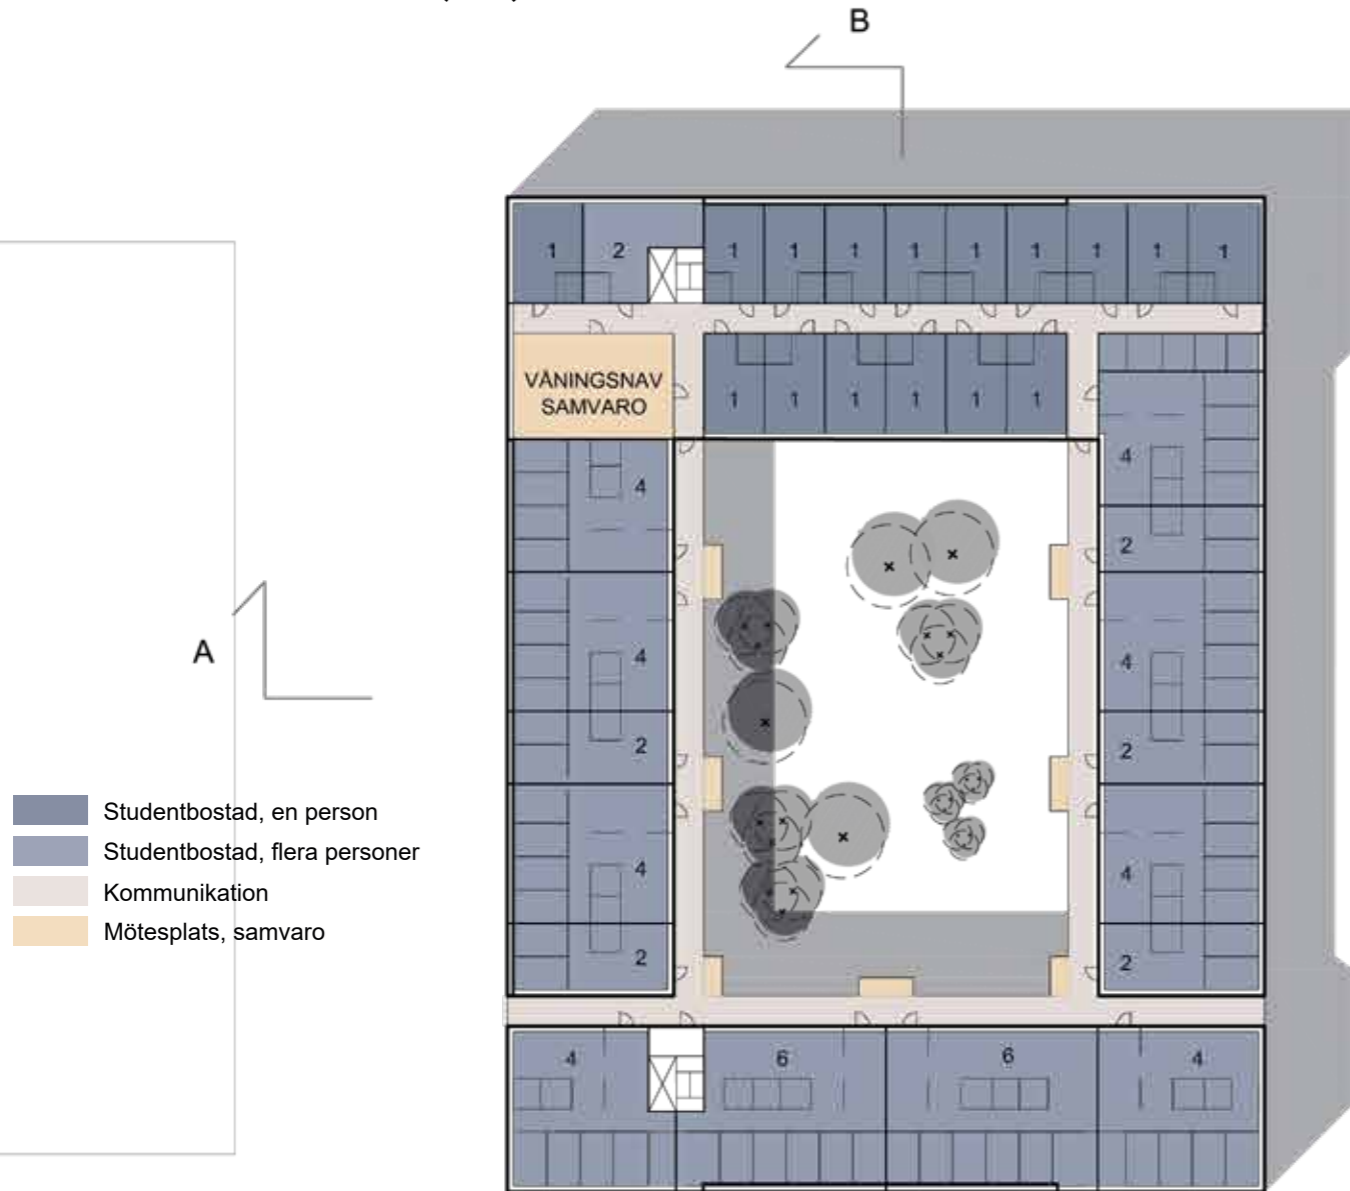 B
1 2 1 1 1 1 1 1 1 1 1
VÅNINGSNAV
SAMVARO
1 1 1 1 1 1
4
4
2
4
2
4
2
4
2
4
2
A
Studentbostad, en person
Studentbostad, flera personer
Kommunikation
Mötesplats, samvaro
4 6 6 4